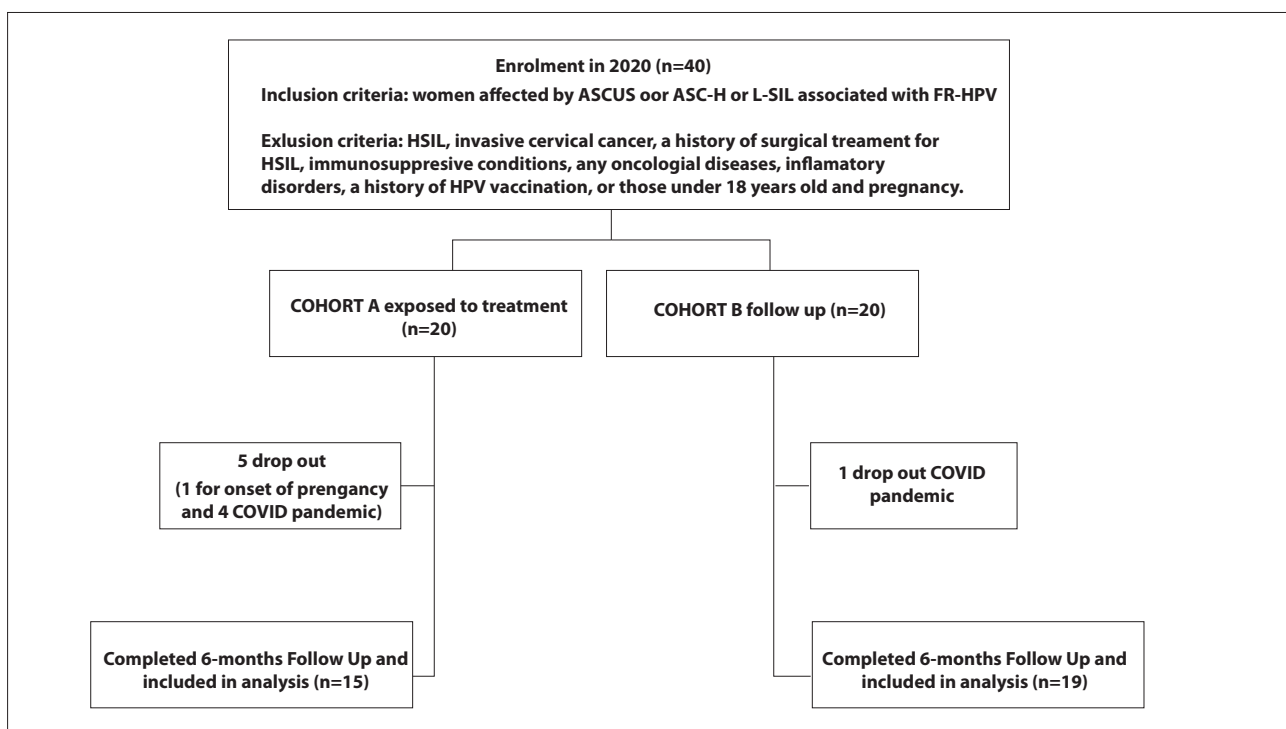 Enrolment in 2020 (n=40)
Inclusion criteria: women affected by ASCUS oor ASC-H or L-SIL associated with FR-HPV
Exlusion criteria: HSIL, invasive cervical cancer, a history of surgical treament for
HSIL, immunosuppresive conditions, any oncologial diseases, inflamatory
disorders, a history of HPV vaccination, or those under 18 years old and pregnancy.
COHORT A exposed to treatment
(n=20)
COHORT B follow up (n=20)
5 drop out
(1 for onset of prengancy
and 4 COVID pandemic)
1 drop out COVID
pandemic
Completed 6-months Follow Up and
included in analysis (n=15)
Completed 6-months Follow Up and
included in analysis (n=19)